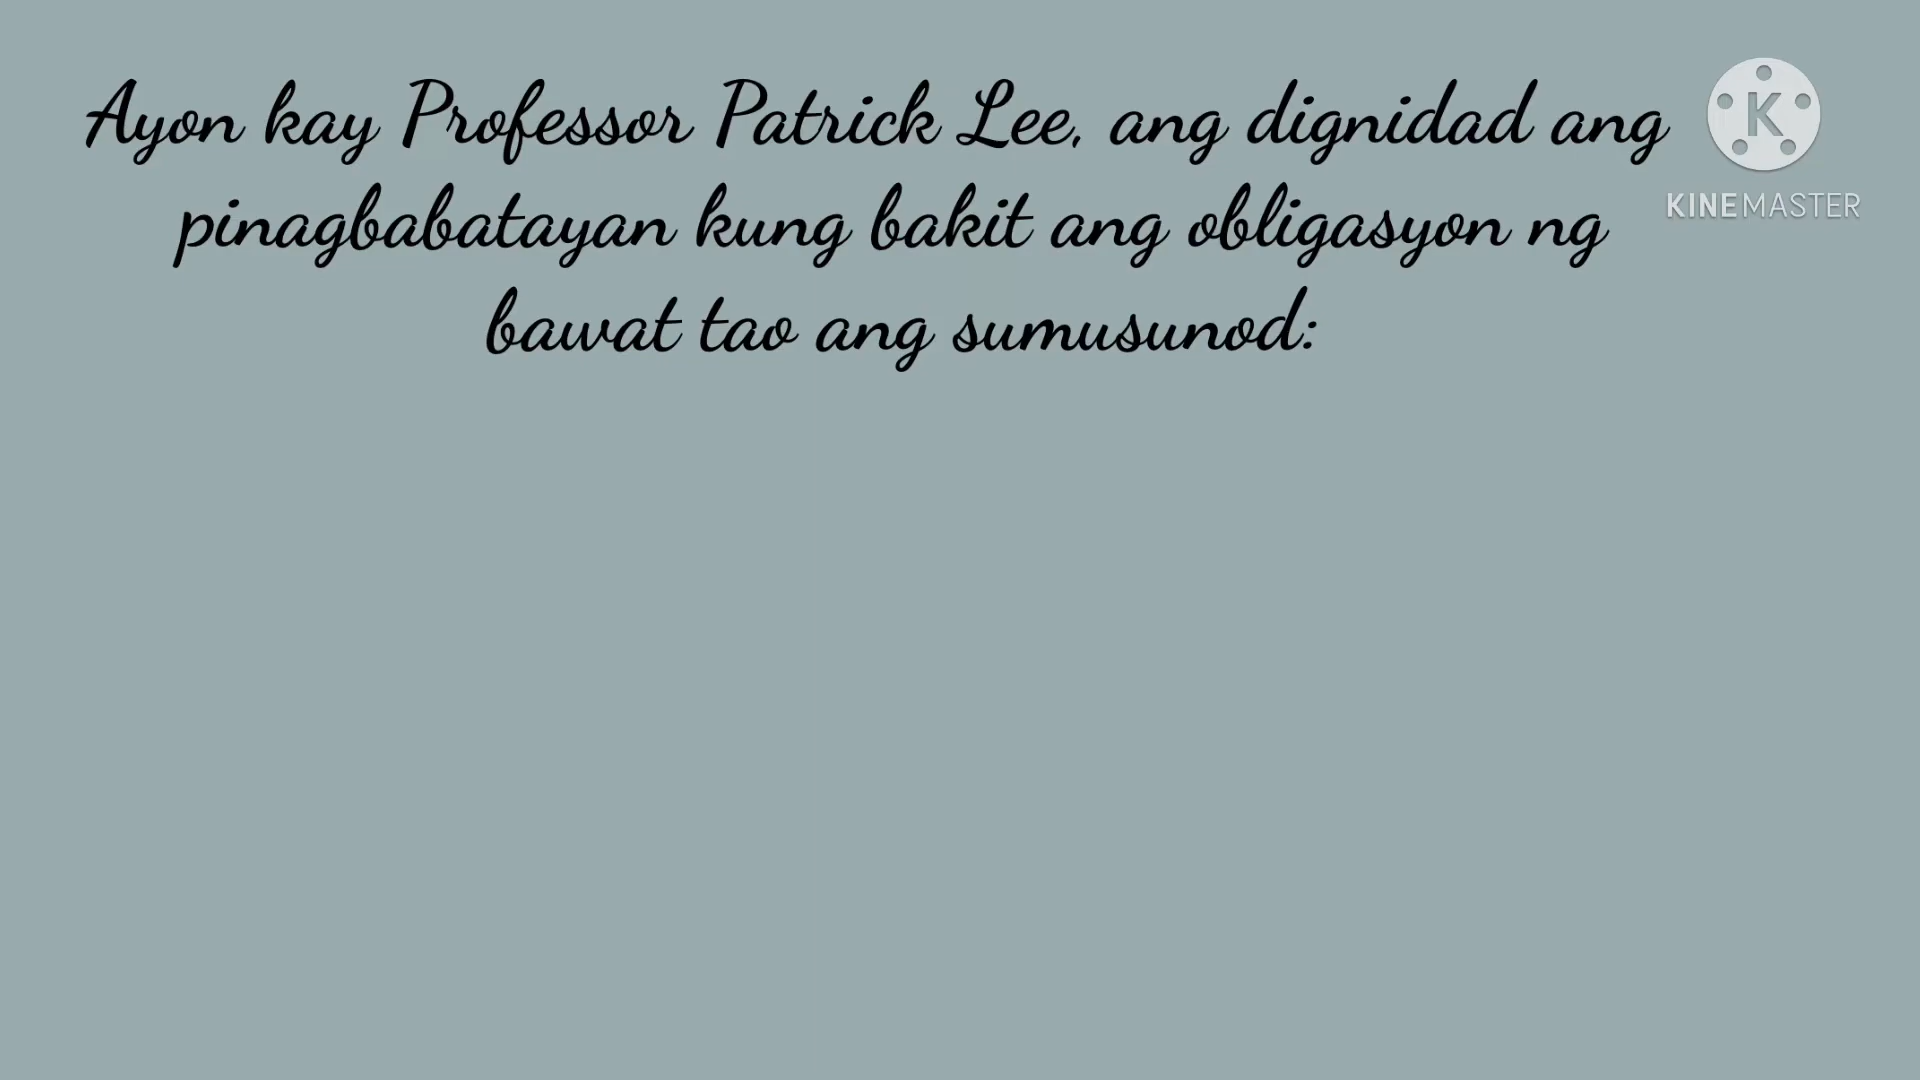 Ayon kay Professor Patrick Lee, ang dignidad ang
pinagbabatayan kung bakit ang obligasyon ng
bawat tao ang sumusunod:
K
KINEMASTER